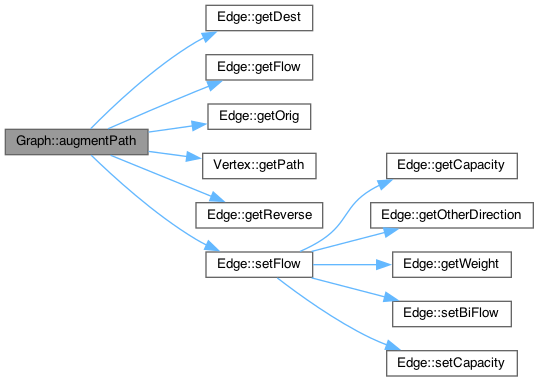 Graph::augmentPath
Edge::getDest
Edge::getFlow
Edge::getOrig
Vertex::getPath
Edge::getReverse
Edge::setFlow
Edge::getCapacity
Edge::getOtherDirection
Edge::getWeight
Edge::setBiFlow
Edge::setCapacity